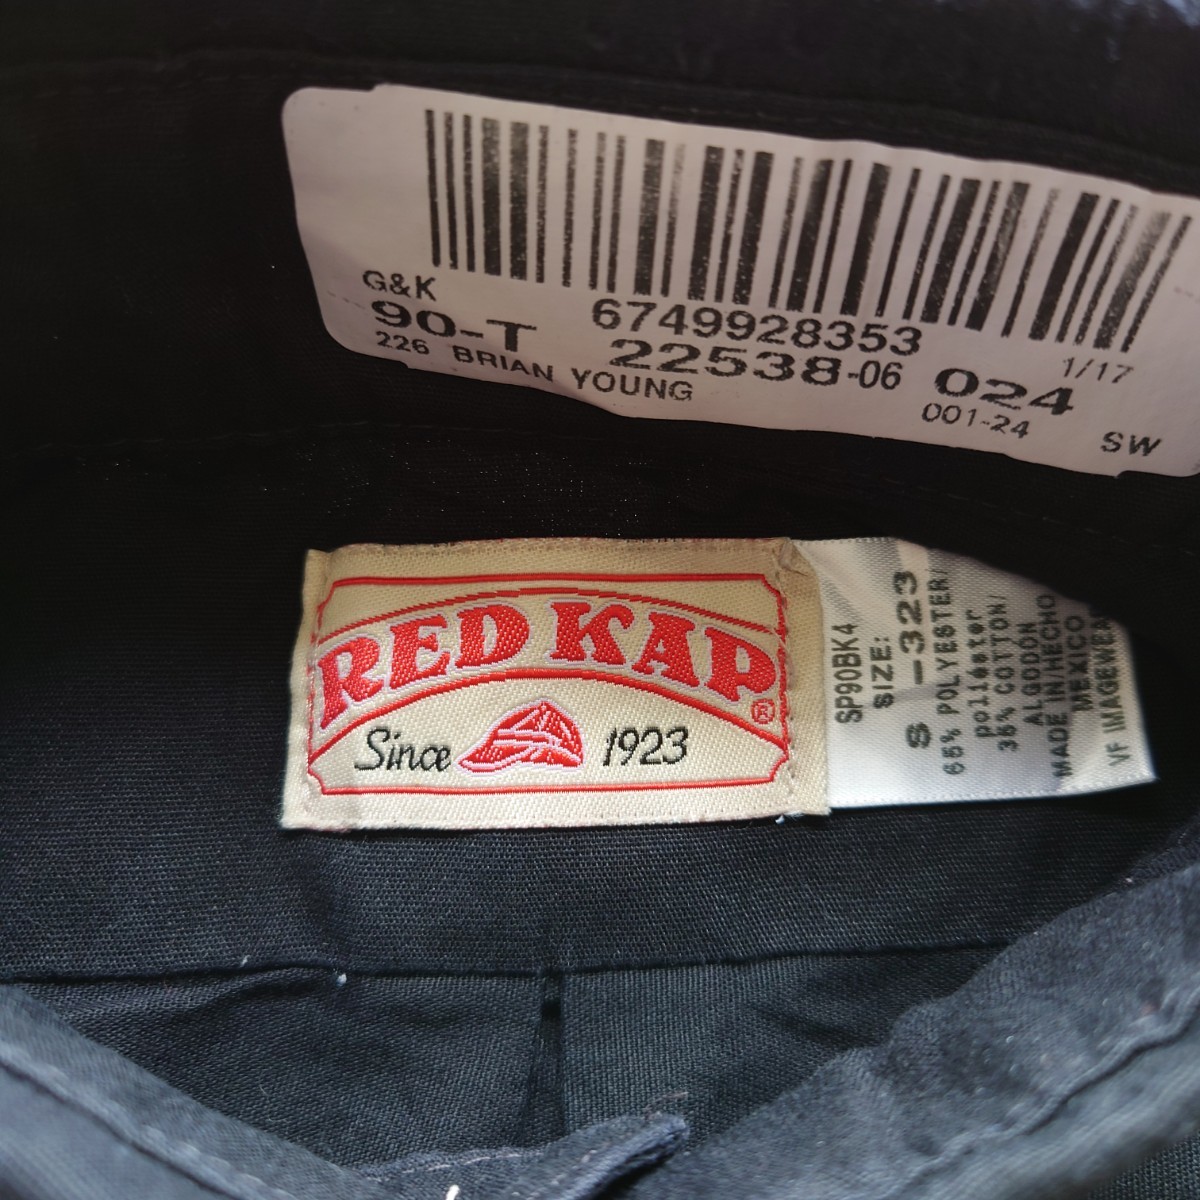 G&K
90-T 6749928353
226 BRIAN YOUNG 22538-06 024 1/17
001-24 SW
RED KAP®
Since 1923
SP90BK4
SIZE:
S -323
65% POLYESTER/
poliester
35% COTTON/
ALGODON
MADE IN/HECHO
MEXICO
VF IMAGEWEAR